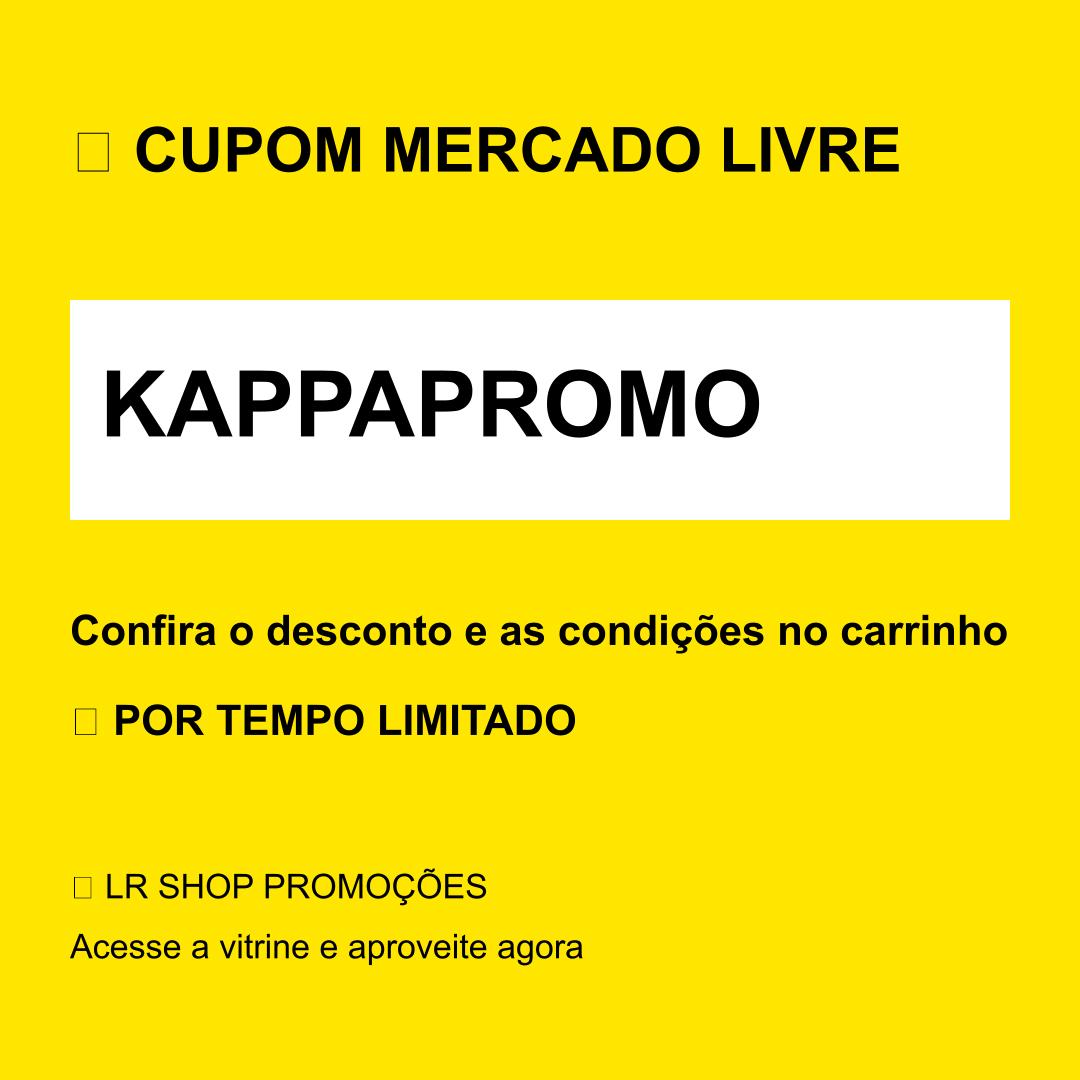 CUPOM MERCADO LIVRE
KAPPAPROMO
Confira o desconto e as condições no carrinho
POR TEMPO LIMITADO
LR SHOP PROMOÇÕES
Acesse a vitrine e aproveite agora